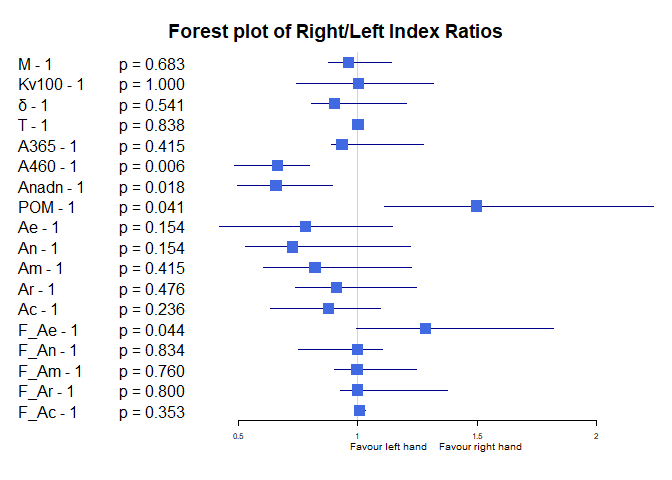 Forest plot of Right/Left Index Ratios
M - 1 p = 0.683
Kv100 - 1 p = 1.000
δ - 1 p = 0.541
T - 1 p = 0.838
A365 - 1 p = 0.415
A460 - 1 p = 0.006
Anadn - 1 p = 0.018
POM - 1 p = 0.041
Ae - 1 p = 0.154
An - 1 p = 0.154
Am - 1 p = 0.415
Ar - 1 p = 0.476
Ac - 1 p = 0.236
F_Ae - 1 p = 0.044
F_An - 1 p = 0.834
F_Am - 1 p = 0.760
F_Ar - 1 p = 0.800
F_Ac - 1 p = 0.353
0.5 1 1.5 2
Favour left hand Favour right hand